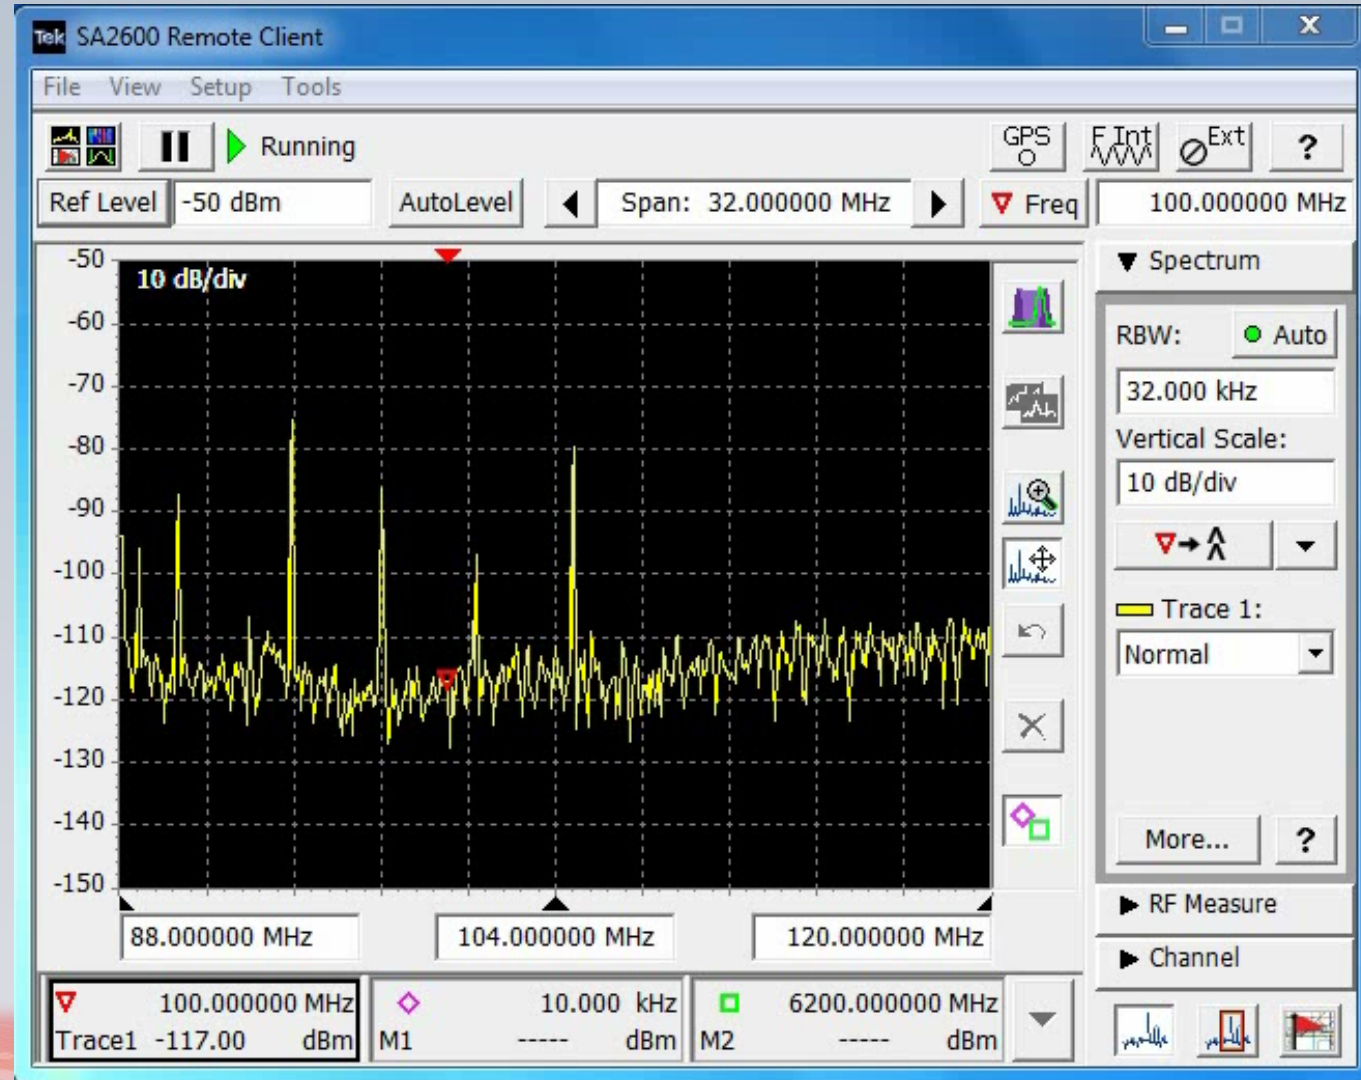 Tek SA2600 Remote Client
File View Setup Tools
Running
GPS
F Int
Ext
?
Ref Level -50 dBm AutoLevel Span: 32.000000 MHz Freq 100.000000 MHz
10 dB/div
-50
-60
-70
-80
-90
-100
-110
-120
-130
-140
-150
88.000000 MHz 104.000000 MHz 120.000000 MHz
Spectrum
RBW: Auto
32.000 kHz
Vertical Scale:
10 dB/div
Trace 1:
Normal
More... ?
RF Measure
Channel
100.000000 MHz
Trace1 -117.00 dBm
10.000 kHz
M1 ----- dBm
6200.000000 MHz
M2 ----- dBm